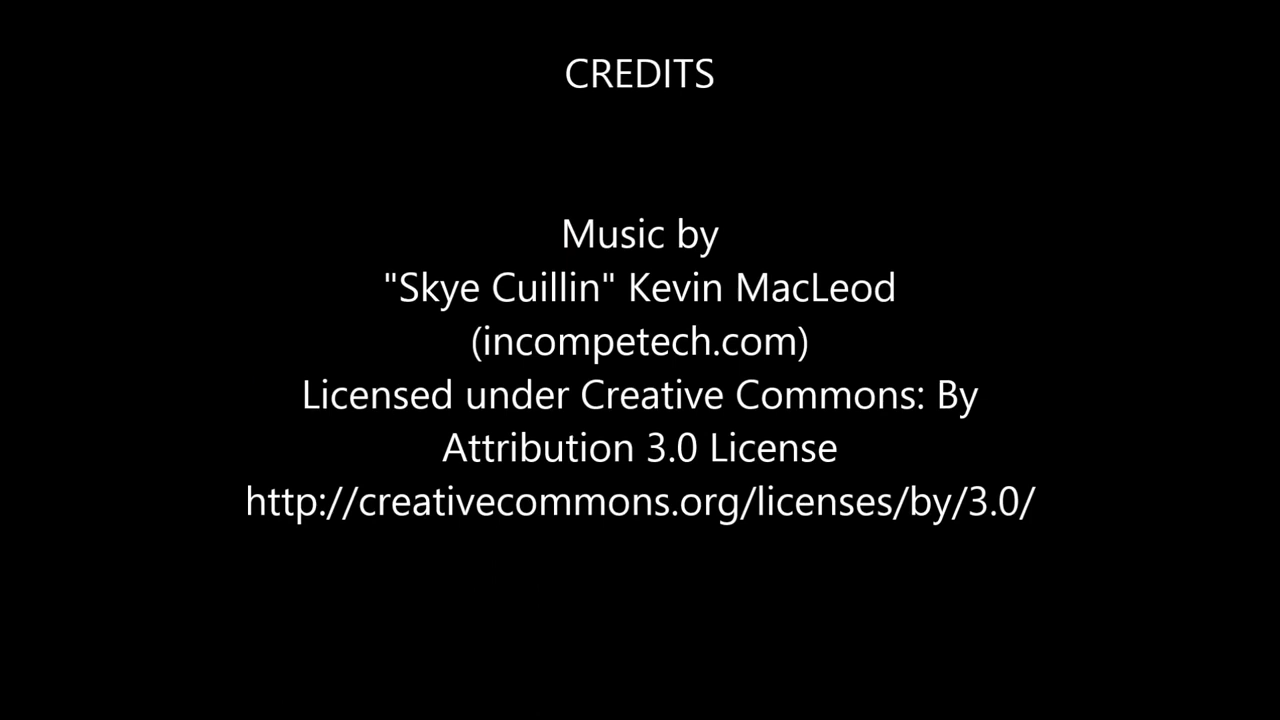 CREDITS
Music by
"Skye Cuillin" Kevin MacLeod
(incompetech.com)
Licensed under Creative Commons: By
Attribution 3.0 License
http://creativecommons.org/licenses/by/3.0/